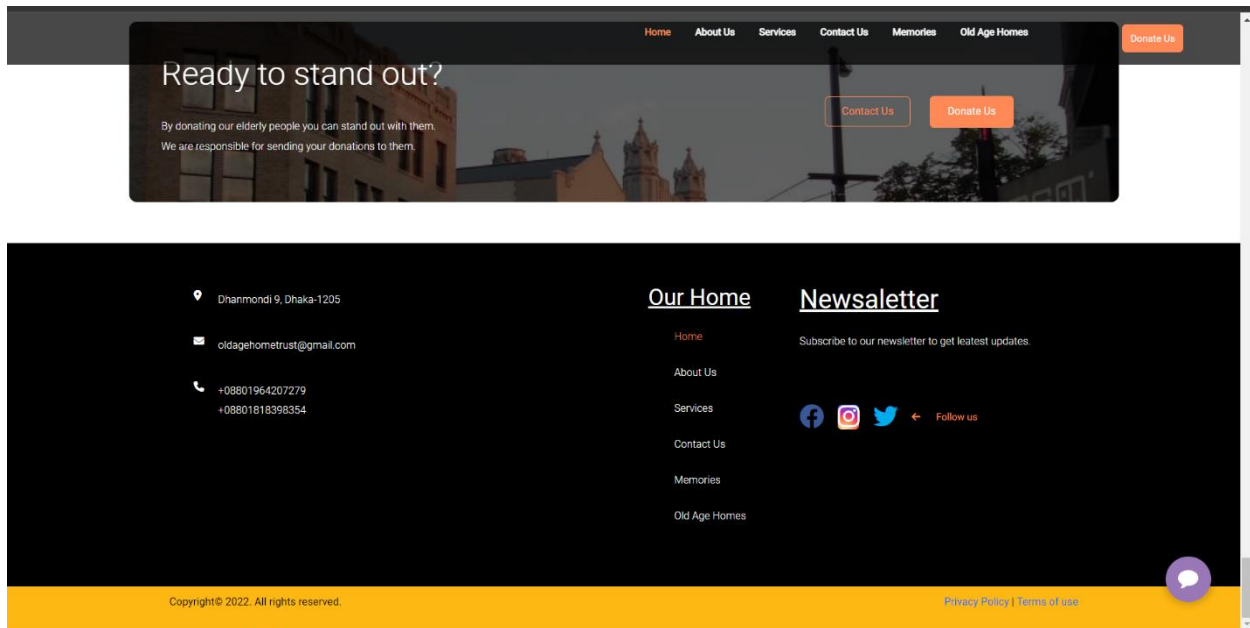 Home About Us Services Contact Us Memories Old Age Homes Donate Us
Ready to stand out?
By donating our elderly people you can stand out with them.
We are responsible for sending your donations to them.
Contact Us Donate Us
Dhanmondi 9, Dhaka-1205
oldagehometrust@gmail.com
+08801964207279
+08801818398354
Our Home
Home
About Us
Services
Contact Us
Memories
Old Age Homes
Newsaletter
Subscribe to our newsletter to get leatest updates.
Follow us
Copyright© 2022. All rights reserved.
Privacy Policy | Terms of use